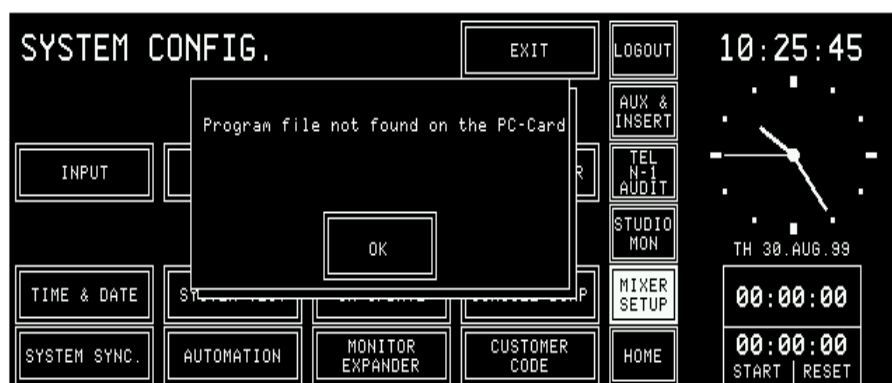 SYSTEM CONFIG.
EXIT
LOGOUT
10:25:45
Program file not found on the PC-Card
AUX &
INSERT
INPUT
R
TEL
N-1
AUDIT
OK
STUDIO
MON
TH 30.AUG.99
TIME & DATE
MIXER
SETUP
00:00:00
SYSTEM SYNC.
AUTOMATION
MONITOR
EXPANDER
CUSTOMER
CODE
HOME
00:00:00
START | RESET